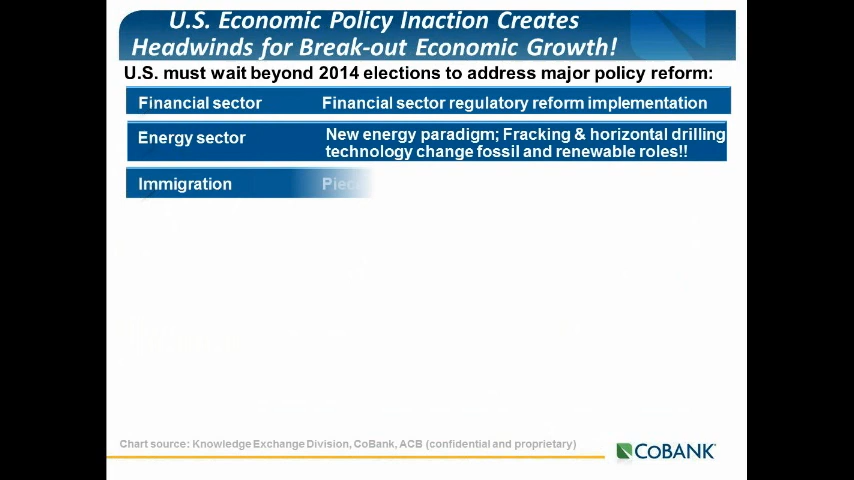 U.S. Economic Policy Inaction Creates
Headwinds for Break-out Economic Growth!
U.S. must wait beyond 2014 elections to address major policy reform:
Financial sector Financial sector regulatory reform implementation
Energy sector New energy paradigm; Fracking & horizontal drilling
technology change fossil and renewable roles!!
Immigration
Chart source: Knowledge Exchange Division, CoBank, ACB (confidential and proprietary)
COBANK